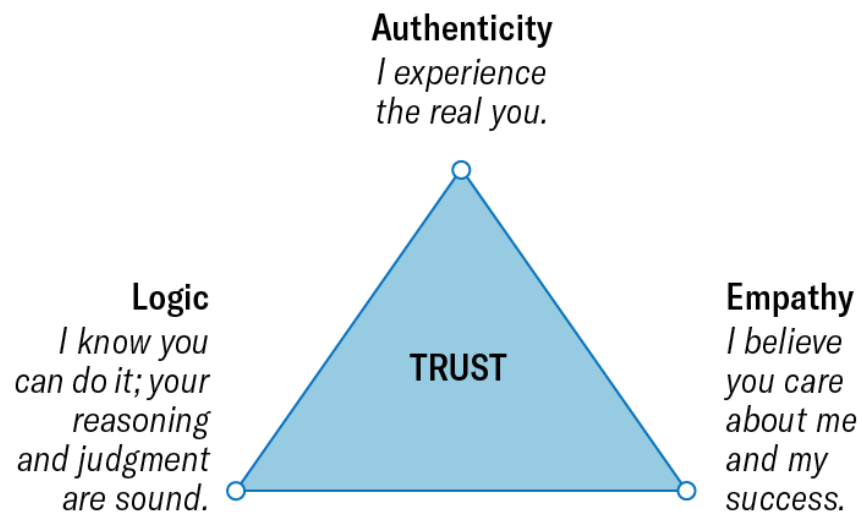 Authenticity
I experience
the real you.
Logic
I know you
can do it; your
reasoning
and judgment
are sound.
TRUST
Empathy
I believe
you care
about me
and my
success.